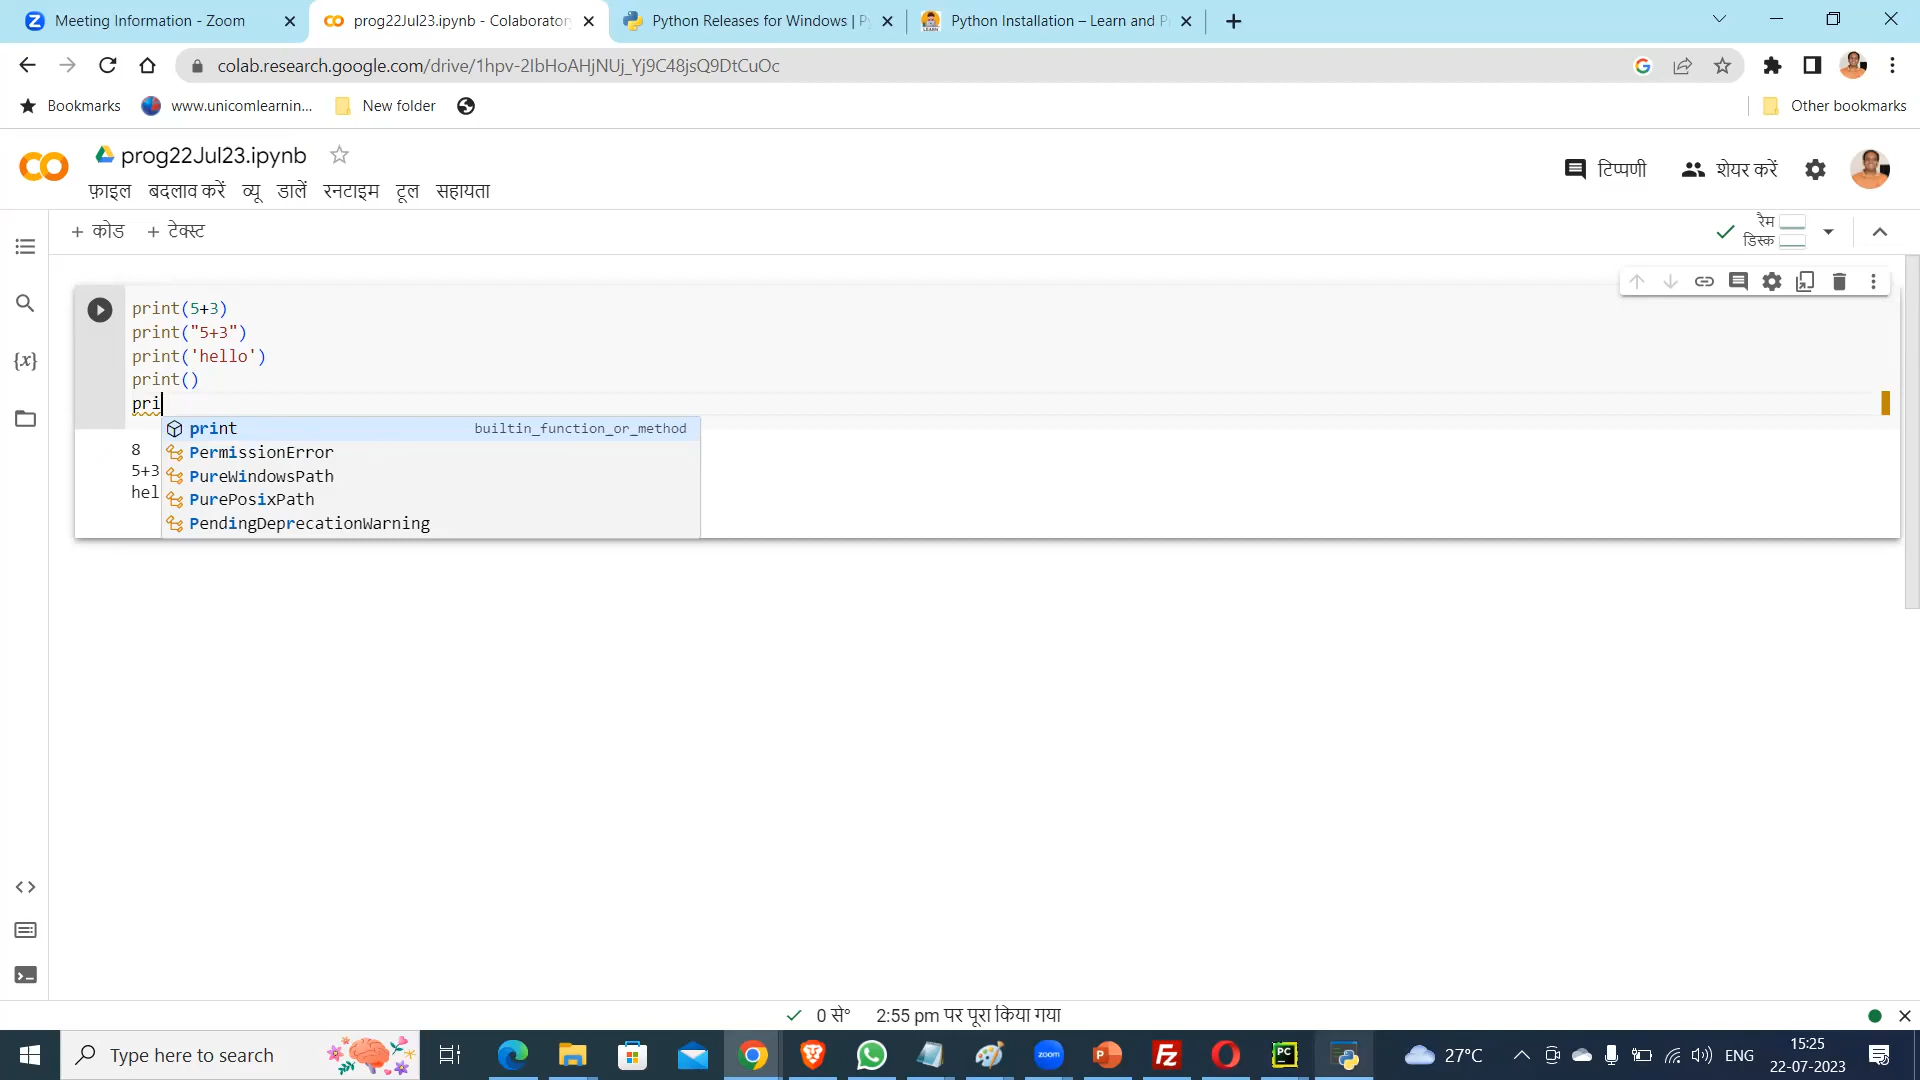 Meeting Information - Zoom
prog22Jul23.ipynb - Colaboratory
Python Releases for Windows | Py
Python Installation – Learn and P
colab.research.google.com/drive/1hpv-2IbHoAHjNUj_Yj9C48jsQ9DtCuOc
Bookmarks
www.unicomlearnin...
New folder
Other bookmarks
prog22Jul23.ipynb
फ़ाइल बदलाव करें व्यू डालें रनटाइम टूल सहायता
टिप्पणी
शेयर करें
+ कोड + टेक्स्ट
रैम
डिस्क
print(5+3)
print("5+3")
print('hello')
print()
pri
print builtin_function_or_method
PermissionError
PureWindowsPath
PurePosixPath
PendingDeprecationWarning
8
5+3
hel
{x}
0 से° 2:55 pm पर पूरा किया गया
Type here to search
zoom
27°C
ENG
15:25
22-07-2023